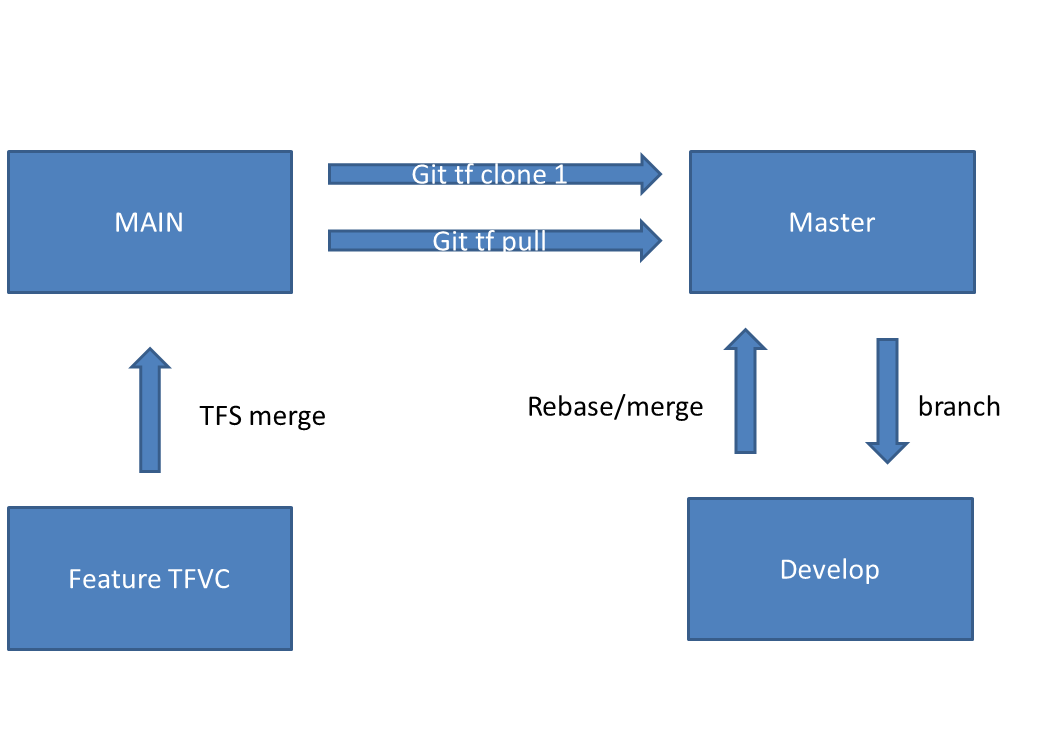 Git tf clone 1
MAIN
Master
Git tf pull
TFS merge
Rebase/merge
branch
Feature TFVC
Develop